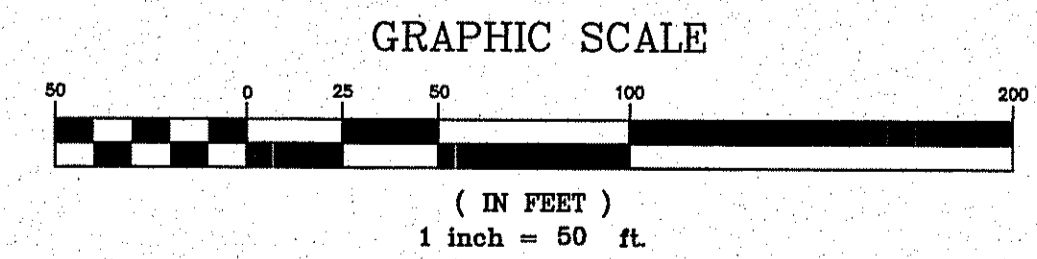 GRAPHIC SCALE
50 0 25 50 100 200
( IN FEET )
1 inch = 50 ft.